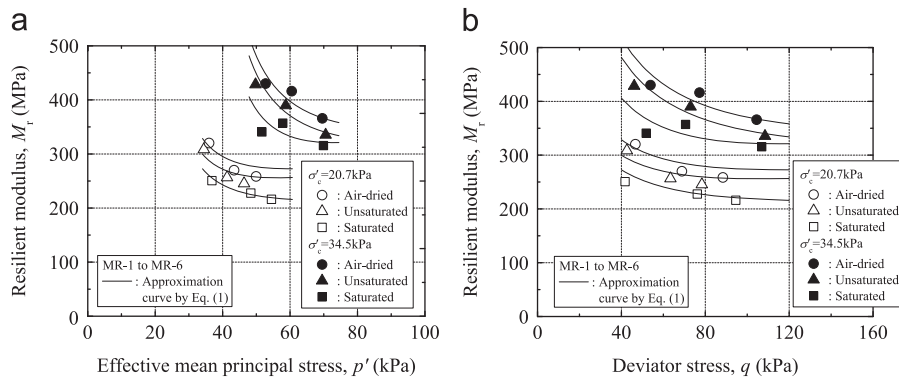 a
500
400
300
200
100
0
0 20 40 60 80 100
Resilient modulus, Mr (MPa)
Effective mean principal stress, p′ (kPa)
MR-1 to MR-6
: Approximation
curve by Eq. (1)
σ′c=20.7kPa
: Air-dried
: Unsaturated
: Saturated
σ′c=34.5kPa
: Air-dried
: Unsaturated
: Saturated
b
500
400
300
200
100
0
0 40 80 120 160
Resilient modulus, Mr (MPa)
Deviator stress, q (kPa)
MR-1 to MR-6
: Approximation
curve by Eq. (1)
σ′c=20.7kPa
: Air-dried
: Unsaturated
: Saturated
σ′c=34.5kPa
: Air-dried
: Unsaturated
: Saturated